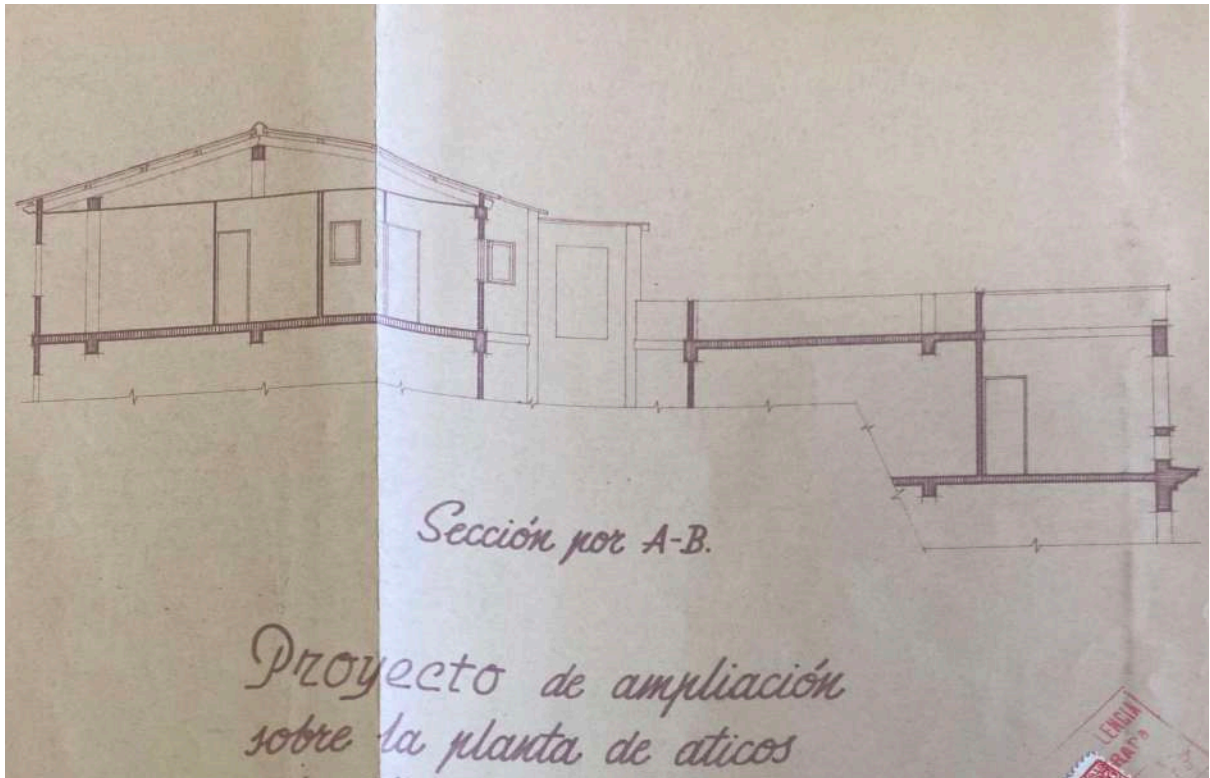 Sección por A-B.
Proyecto de ampliación
sobre la planta de aticos